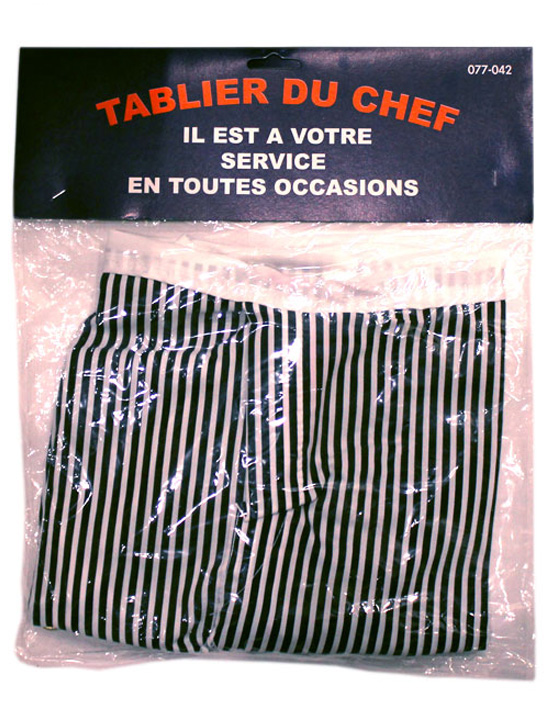 077-042
TABLIER DU CHEF
IL EST A VOTRE
SERVICE
EN TOUTES OCCASIONS